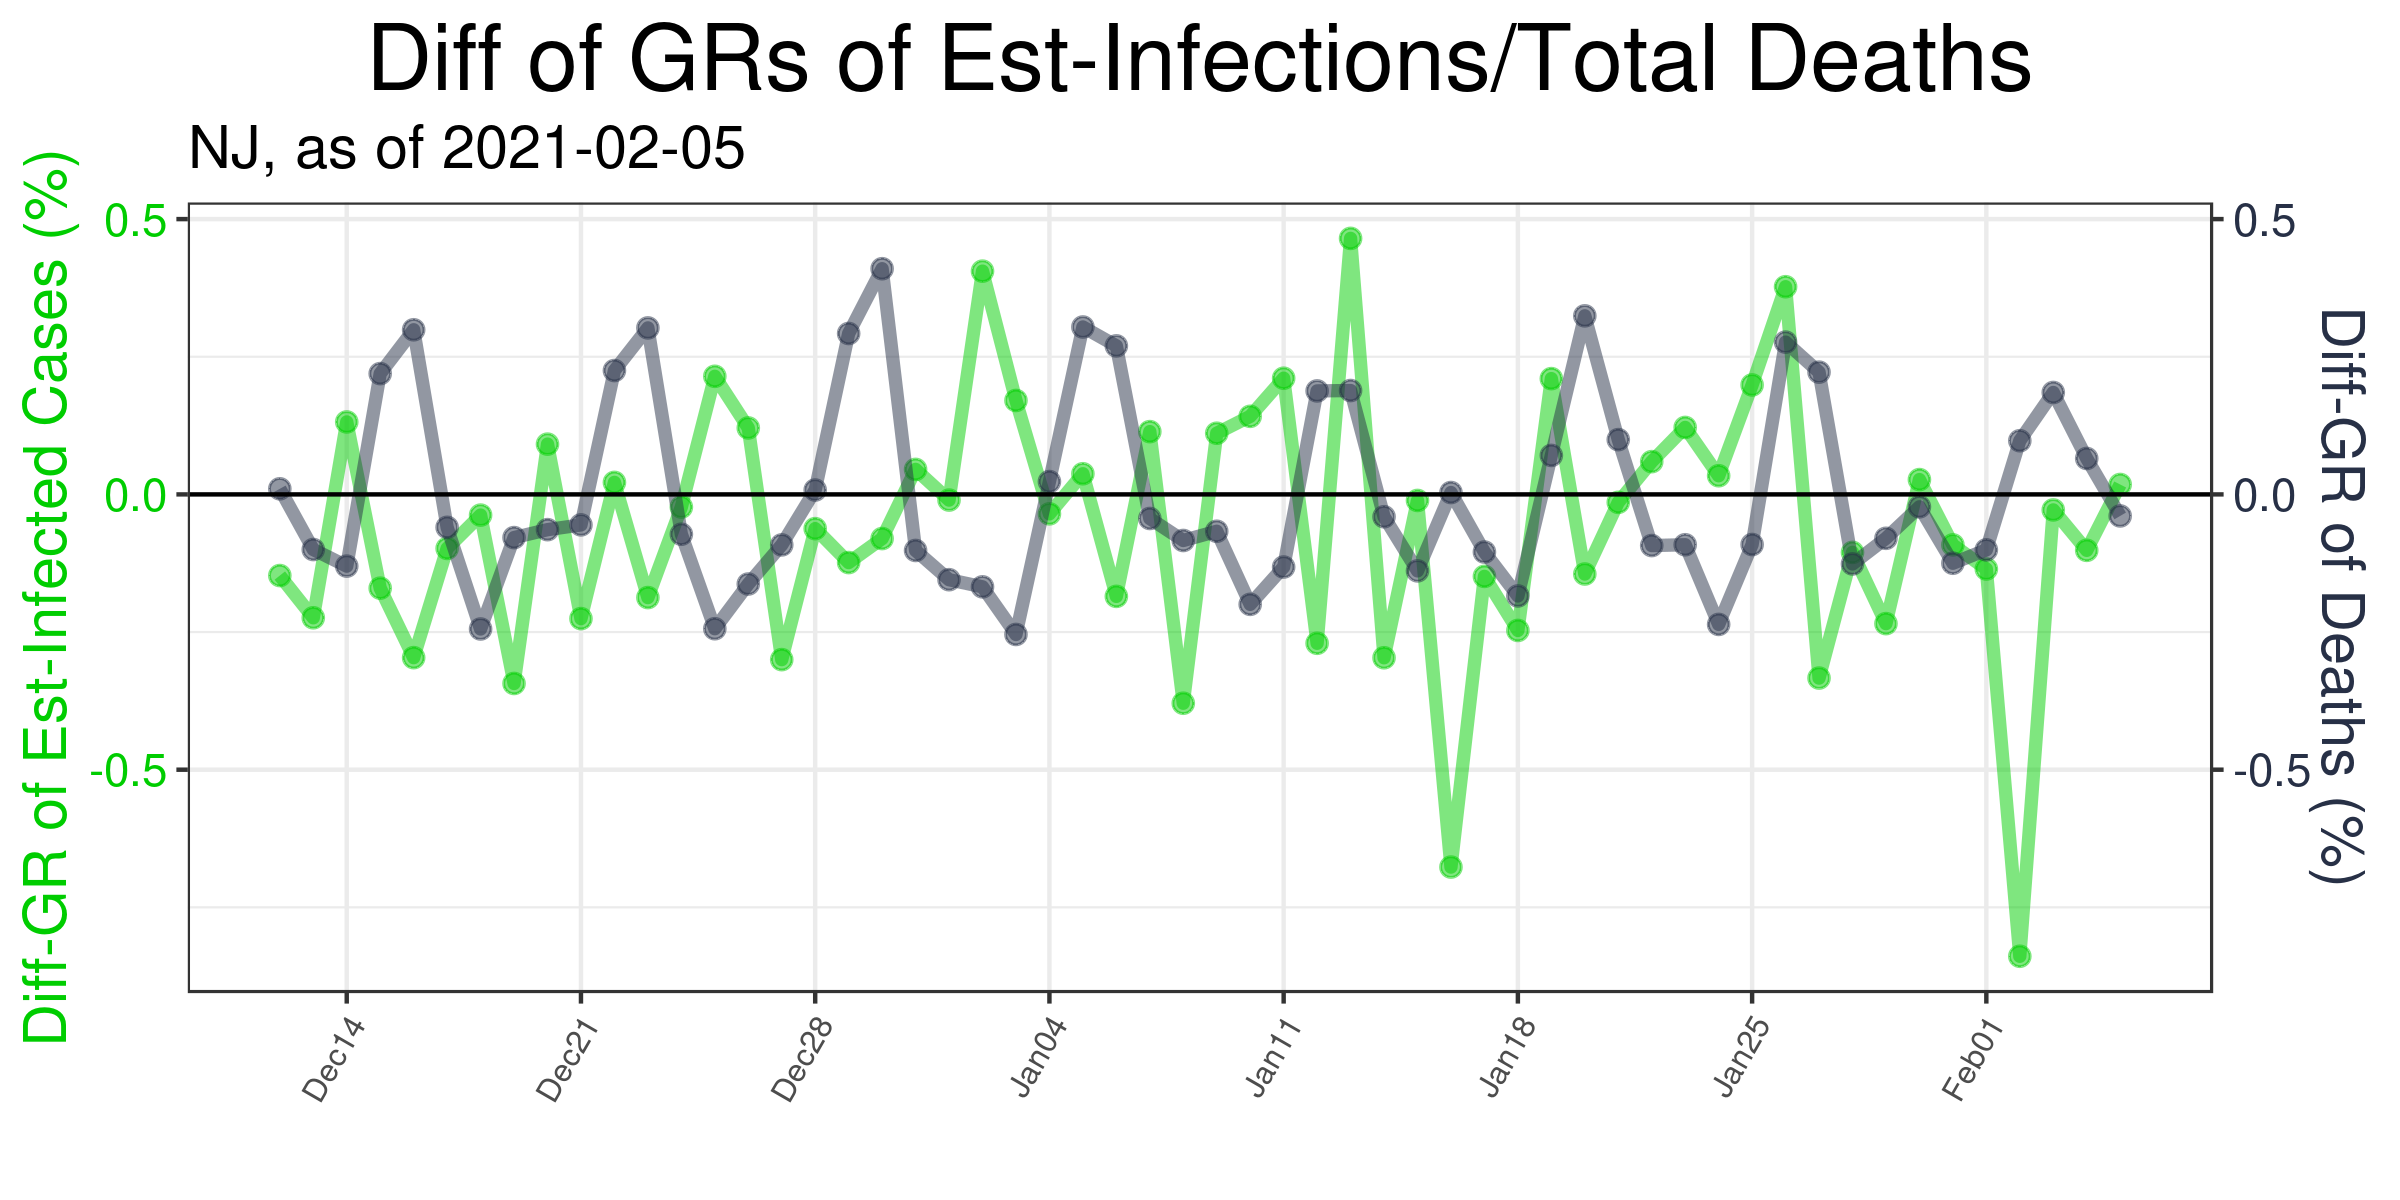 Diff of GRs of Est-Infections/Total Deaths
NJ, as of 2021-02-05
Diff-GR of Est-Infected Cases (%)
0.5
0.0
-0.5
0.5
0.0
-0.5
Diff-GR of Deaths (%)
Dec14
Dec21
Dec28
Jan04
Jan11
Jan18
Jan25
Feb01